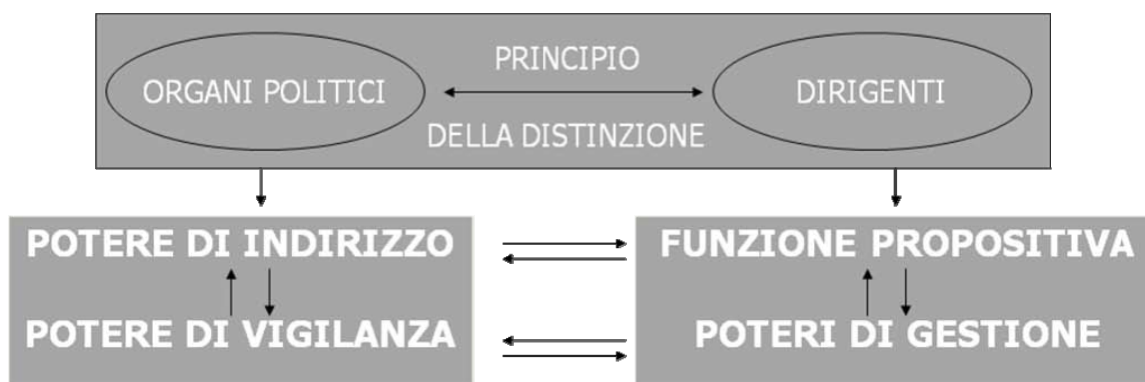 ORGANI POLITICI
PRINCIPIO
DELLA DISTINZIONE
DIRIGENTI
POTERE DI INDIRIZZO
POTERE DI VIGILANZA
FUNZIONE PROPOSITIVA
POTERI DI GESTIONE